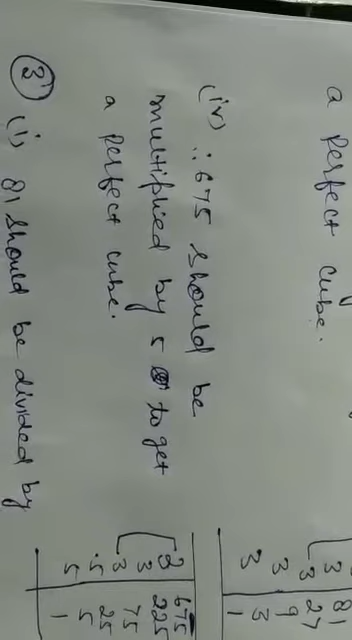 a perfect cube.
(iv) ∴ 675 should be
multiplied by 5 to get
a perfect cube.
3 | 675
3 | 225
3 | 75
5 | 25
5 | 5
1
③ (i) 81 should be divided by
3 | 81
3 | 27
3 | 9
3 | 3
1